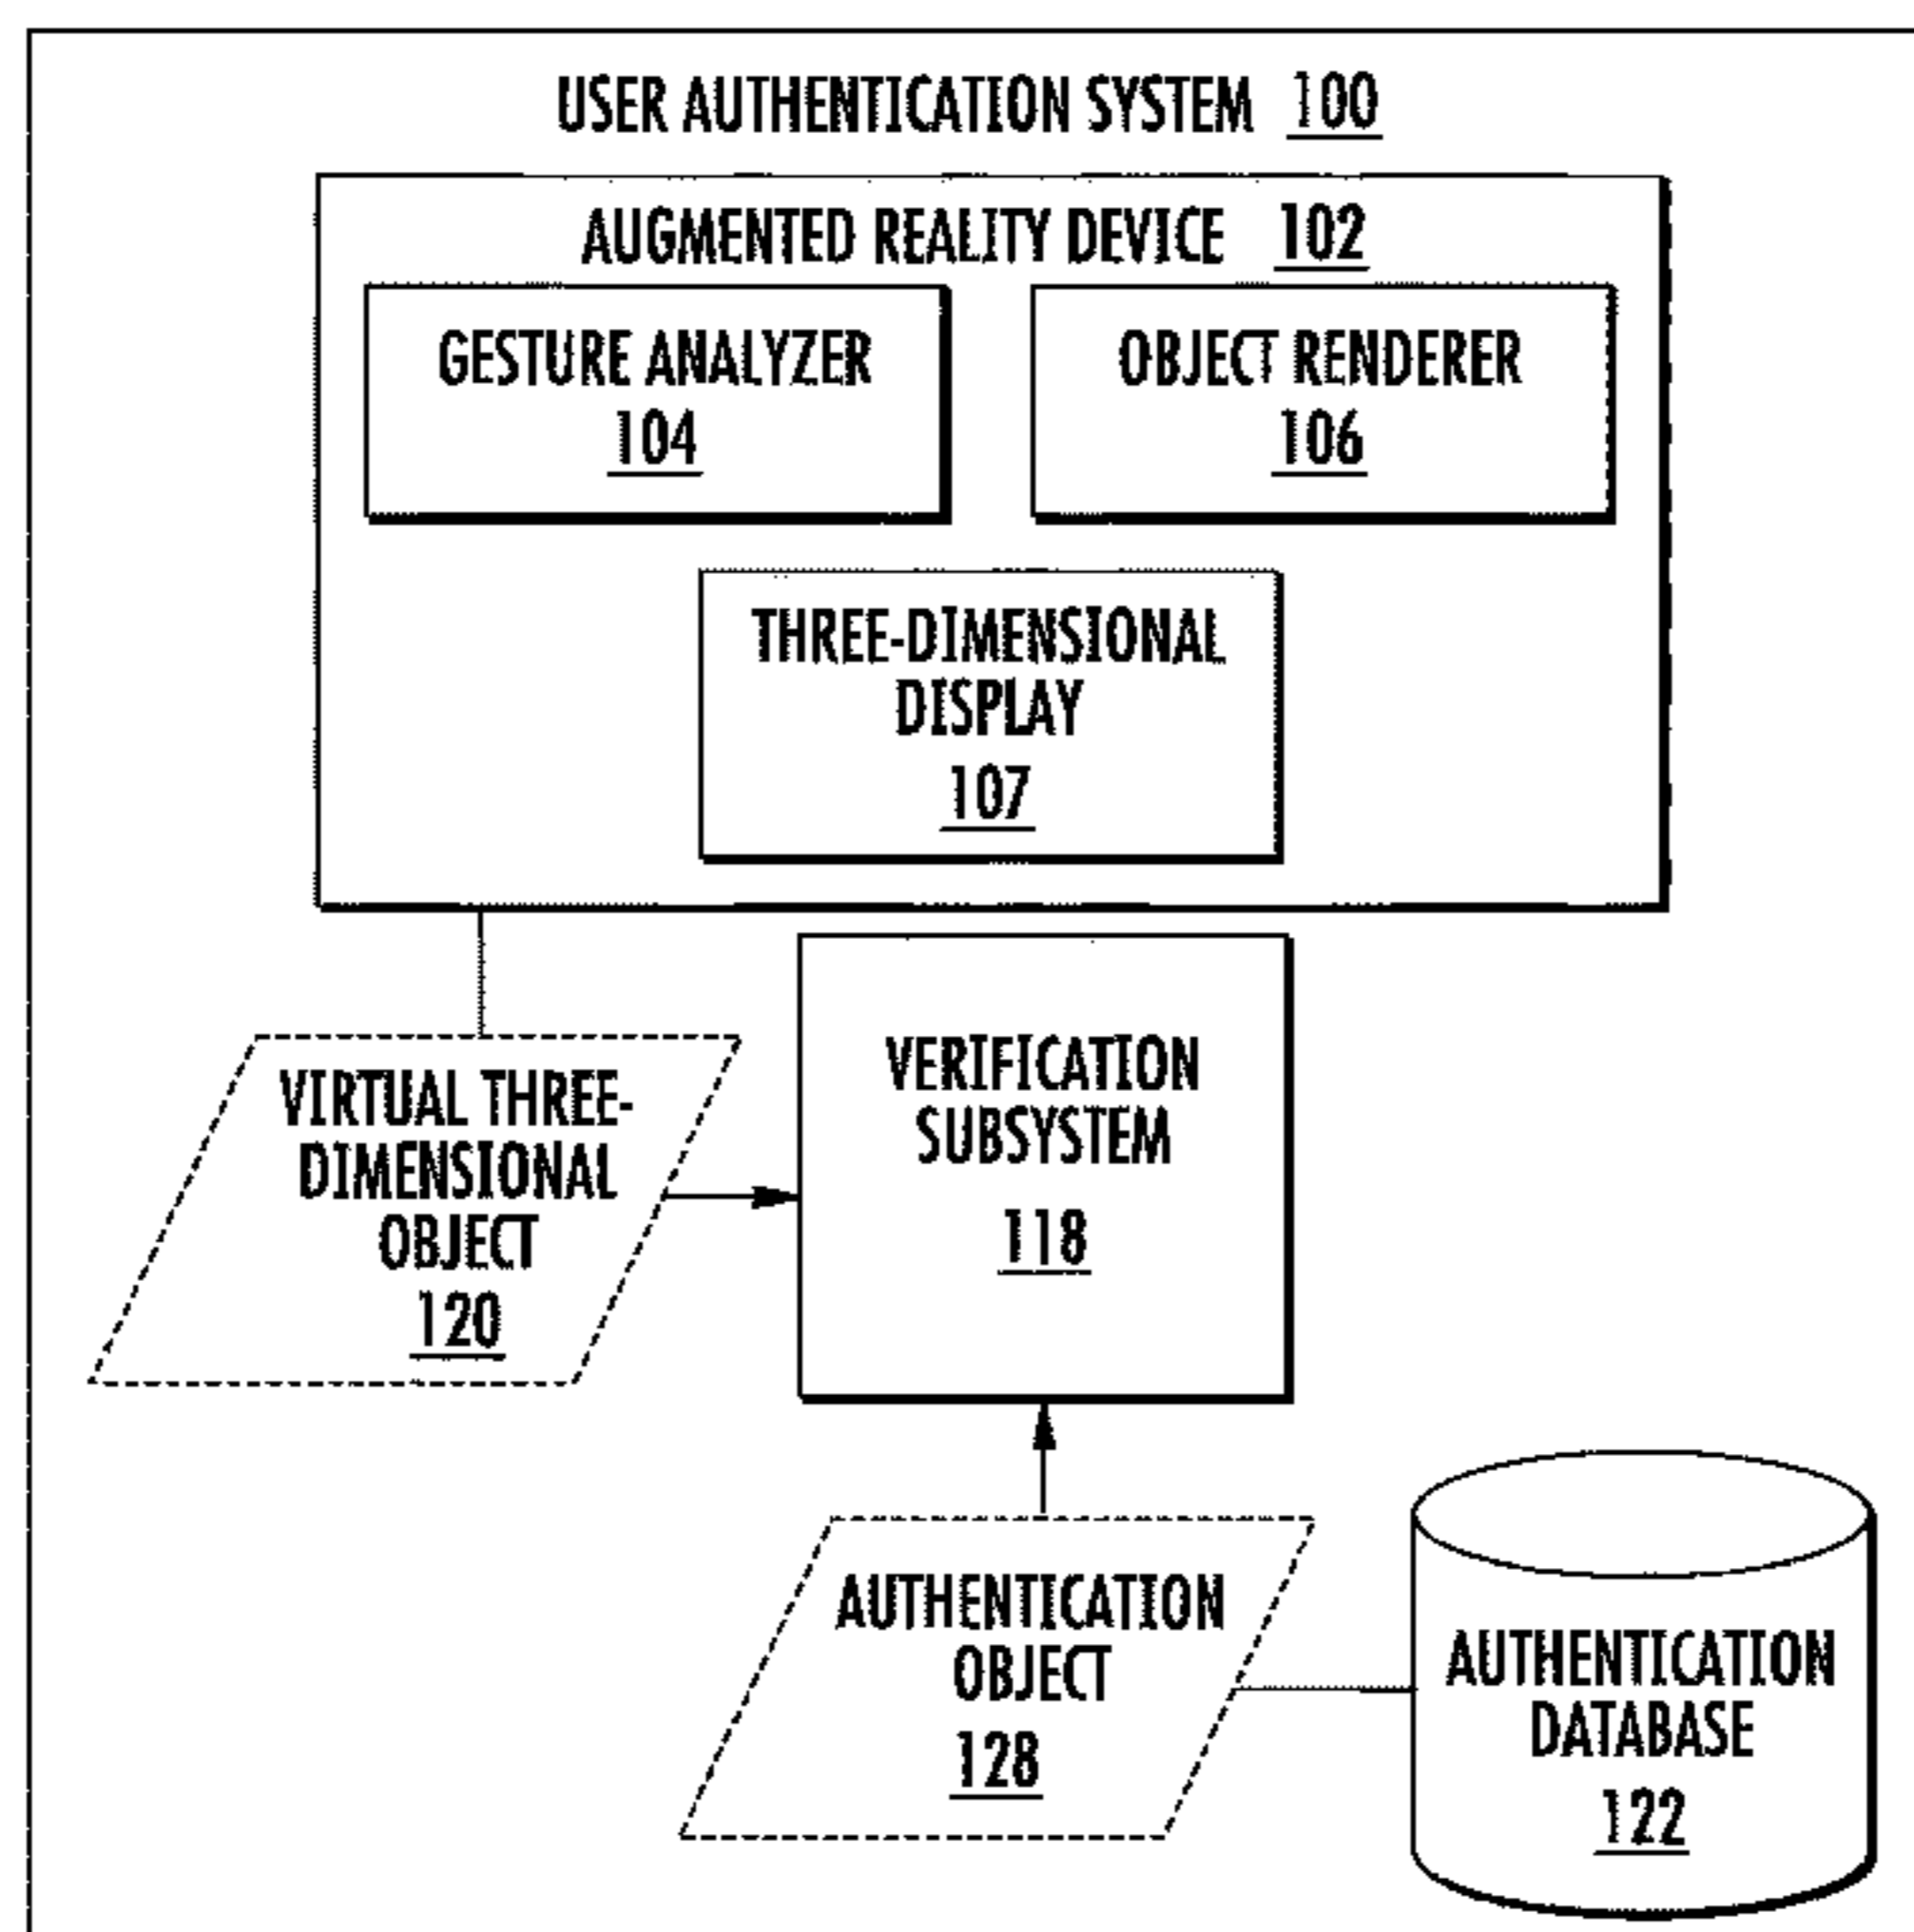 USER AUTHENTICATION SYSTEM 100
AUGMENTED REALITY DEVICE 102
GESTURE ANALYZER
104
OBJECT RENDERER
106
THREE-DIMENSIONAL
DISPLAY
107
VIRTUAL THREE-
DIMENSIONAL
OBJECT
120
VERIFICATION
SUBSYSTEM
118
AUTHENTICATION
OBJECT
128
AUTHENTICATION
DATABASE
122